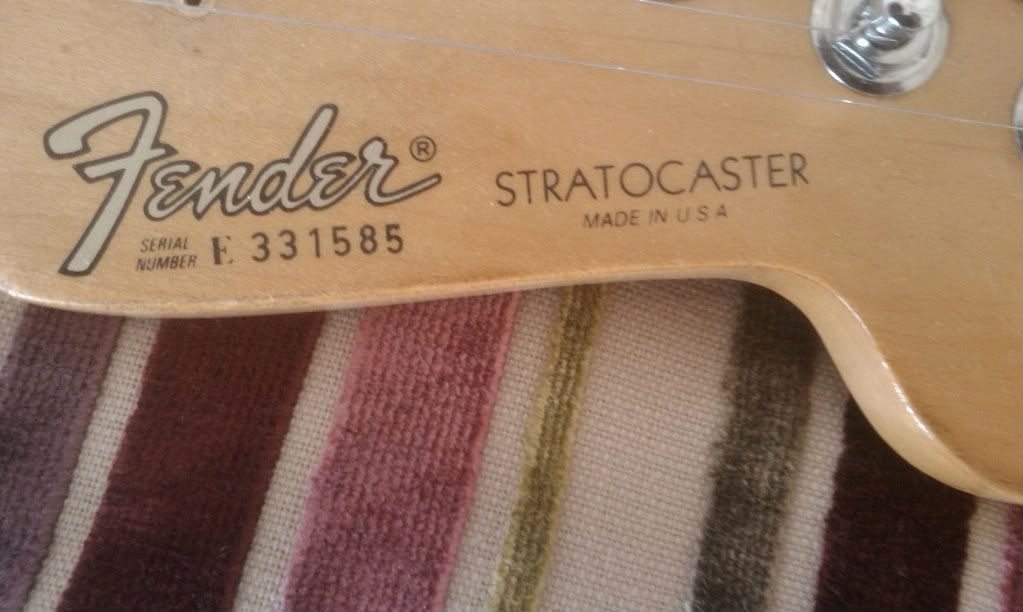 Fender®
STRATOCASTER
MADE IN U S A
SERIAL
NUMBER E 331585